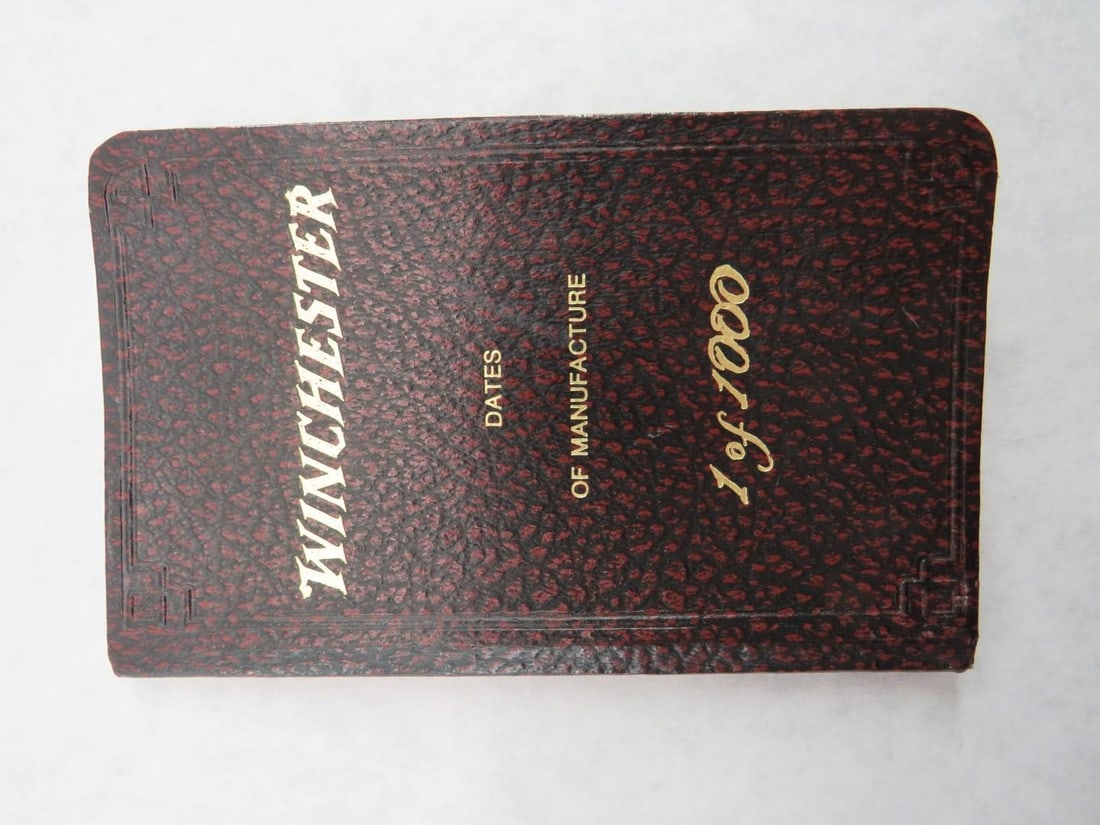 WINCHESTER
DATES
OF MANUFACTURE
1 of 1000